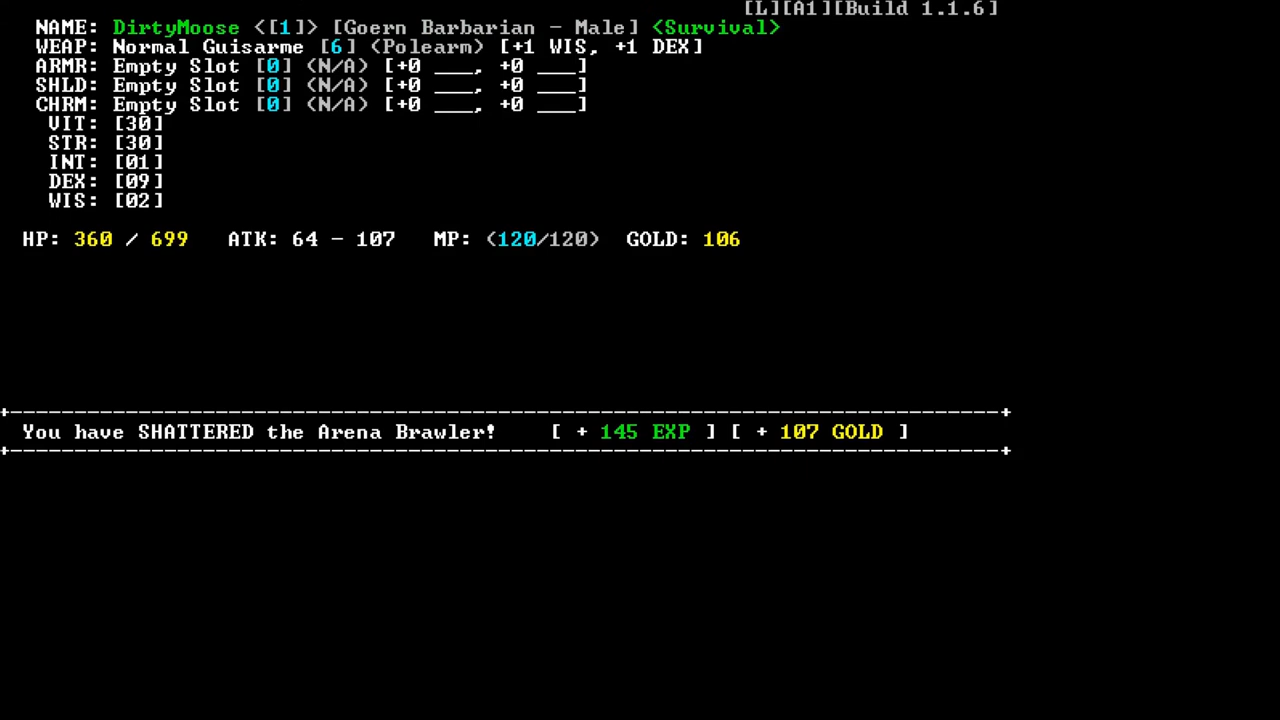 [L][A1][Build 1.1.6]
NAME: DirtyMoose <[1]> [Goern Barbarian - Male] <Survival>
WEAP: Normal Guisarme [6] (Polearm) [+1 WIS, +1 DEX]
ARMR: Empty Slot [0] (N/A) [+0 ___, +0 ___]
SHLD: Empty Slot [0] (N/A) [+0 ___, +0 ___]
CHRM: Empty Slot [0] (N/A) [+0 ___, +0 ___]
VIT: [30]
STR: [30]
INT: [01]
DEX: [09]
WIS: [02]
HP: 360 / 699 ATK: 64 - 107 MP: (120/120) GOLD: 106
You have SHATTERED the Arena Brawler! [ + 145 EXP ] [ + 107 GOLD ]